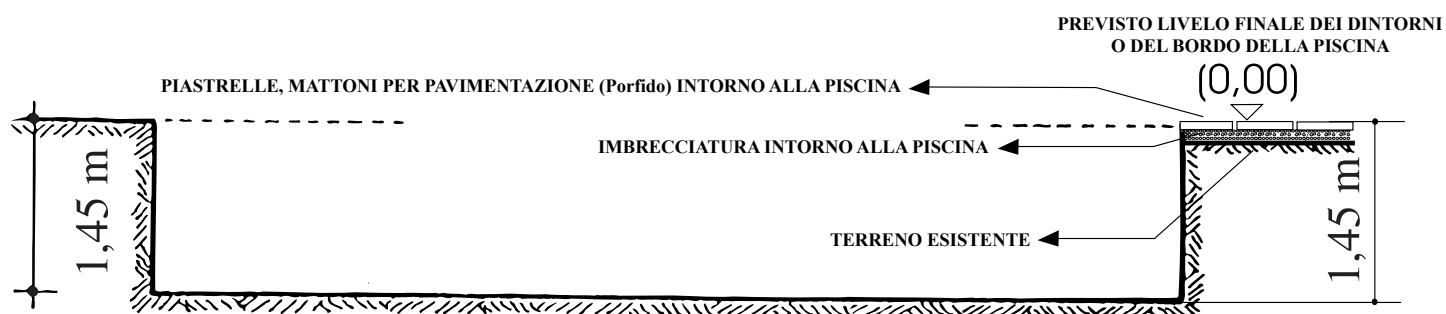 PREVISTO LIVELO FINALE DEI DINTORNI
O DEL BORDO DELLA PISCINA
(0,00)
PIASTRELLE, MATTONI PER PAVIMENTAZIONE (Porfido) INTORNO ALLA PISCINA
IMBRECCIATURA INTORNO ALLA PISCINA
TERRENO ESISTENTE
1,45 m
1,45 m